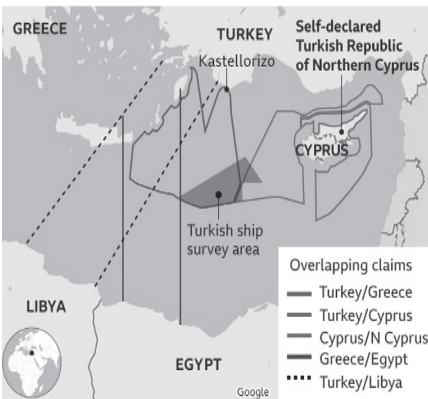 GREECE
TURKEY
Self-declared
Turkish Republic
of Northern Cyprus
Kastellorizo
CYPRUS
Turkish ship
survey area
LIBYA
EGYPT
Google
Overlapping claims
Turkey/Greece
Turkey/Cyprus
Cyprus/N Cyprus
Greece/Egypt
Turkey/Libya